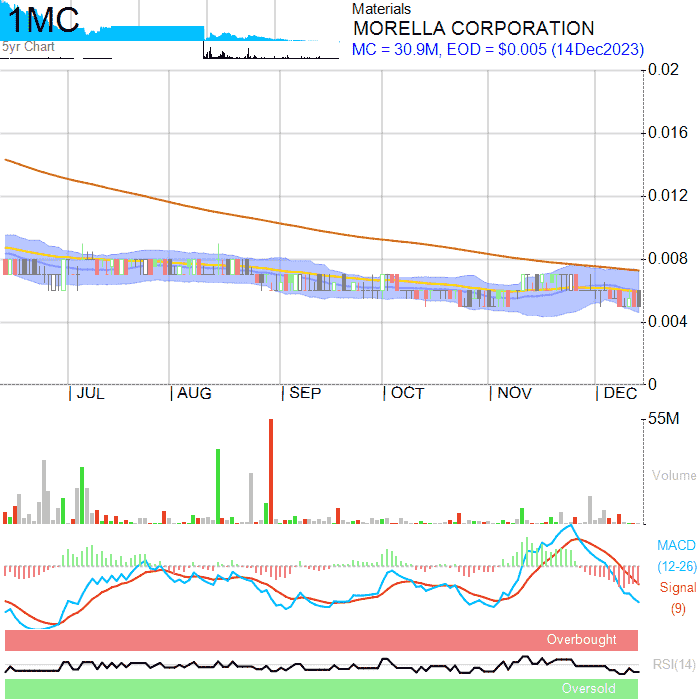 1MC
5yr Chart
Materials
MORELLA CORPORATION
MC = 30.9M, EOD = $0.005 (14Dec2023)
0.02
0.016
0.012
0.008
0.004
0
JUL AUG SEP OCT NOV DEC
55M
Volume
MACD
(12-26)
Signal
(9)
Overbought
RSI(14)
Oversold